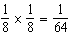 1/8 × 1/8 = 1/64